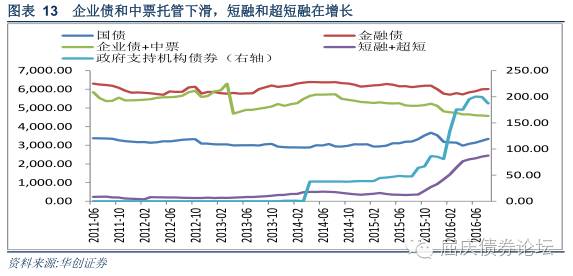 图表 13 企业债和中票托管下滑，短融和超短融在增长
国债 金融债
企业债+中票 短融+超短
政府支持机构债券（右轴）
7,000.00 250.00
6,000.00 200.00
5,000.00
4,000.00 150.00
3,000.00 100.00
2,000.00
1,000.00 50.00
0.00 0.00
2011-06 2011-10 2012-02 2012-06 2012-10 2013-02 2013-06 2013-10 2014-02 2014-06 2014-10 2015-02 2015-06 2015-10 2016-02 2016-06
屈庆债券论坛
资料来源:华创证券